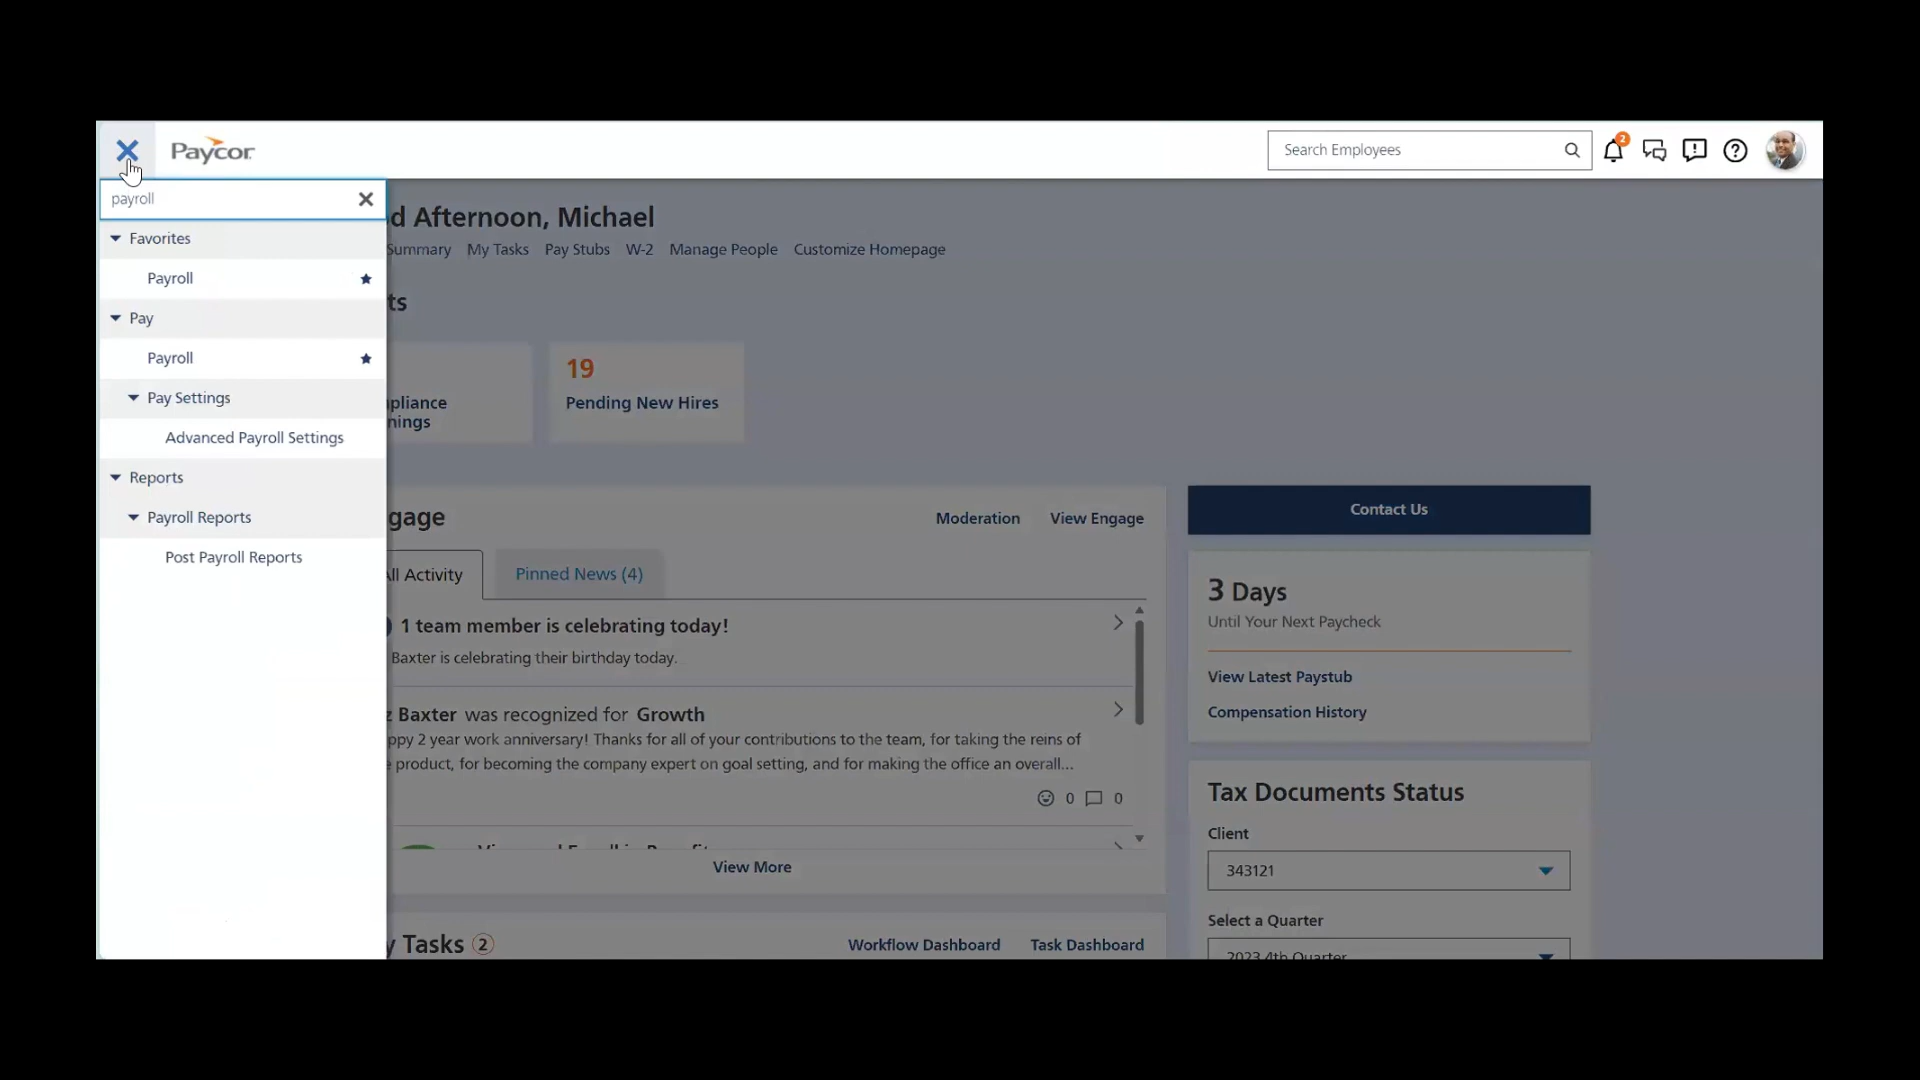 Paycor
Search Employees
2
payroll
Favorites
Payroll
Pay
Payroll
Pay Settings
Advanced Payroll Settings
Reports
Payroll Reports
Post Payroll Reports
d Afternoon, Michael
Summary My Tasks Pay Stubs W-2 Manage People Customize Homepage
ts
pliance
nings
19
Pending New Hires
gage
Moderation View Engage
All Activity Pinned News (4)
1 team member is celebrating today!
Baxter is celebrating their birthday today.
z Baxter was recognized for Growth
ppy 2 year work anniversary! Thanks for all of your contributions to the team, for taking the reins of
e product, for becoming the company expert on goal setting, and for making the office an overall...
0 0
View More
y Tasks 2
Workflow Dashboard Task Dashboard
Contact Us
3 Days
Until Your Next Paycheck
View Latest Paystub
Compensation History
Tax Documents Status
Client
343121
Select a Quarter
2023 4th Quarter